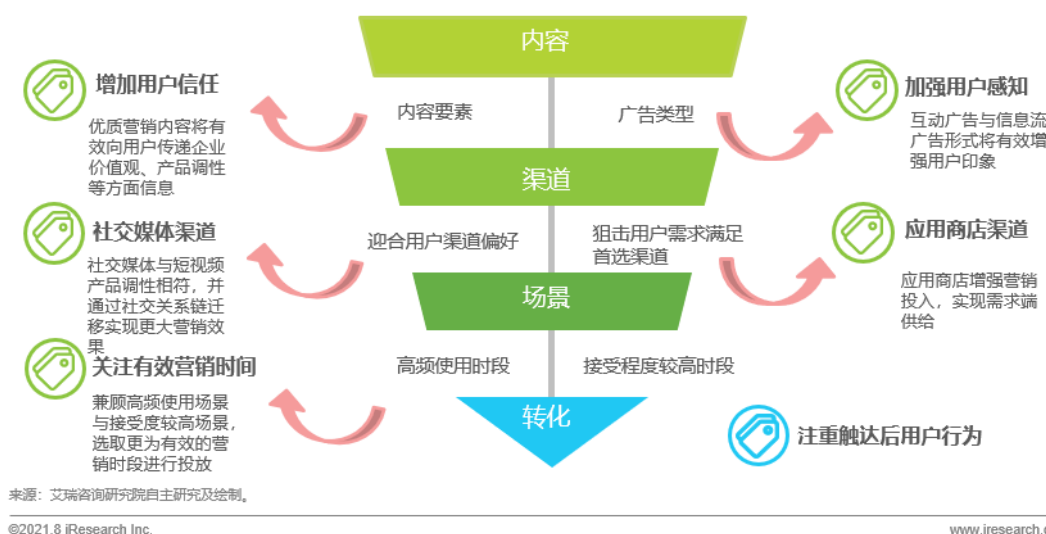 内容
增加用户信任
优质营销内容将有
效向用户传递企业
价值观、产品调性
等方面信息
内容要素
广告类型
加强用户感知
互动广告与信息流
广告形式将有效增
强用户印象
渠道
社交媒体渠道
社交媒体与短视频
产品调性相符，并
通过社交关系链迁
移实现更大营销效
果
迎合用户渠道偏好
狙击用户需求满足
首选渠道
应用商店渠道
应用商店增强营销
投入，实现需求端
供给
场景
关注有效营销时间
兼顾高频使用场景
与接受度较高场景，
选取更为有效的营
销时段进行投放
高频使用时段
接受程度较高时段
转化
注重触达后用户行为
来源：艾瑞咨询研究院自主研究及绘制。
©2021.8 iResearch Inc.
www.iresearch.c